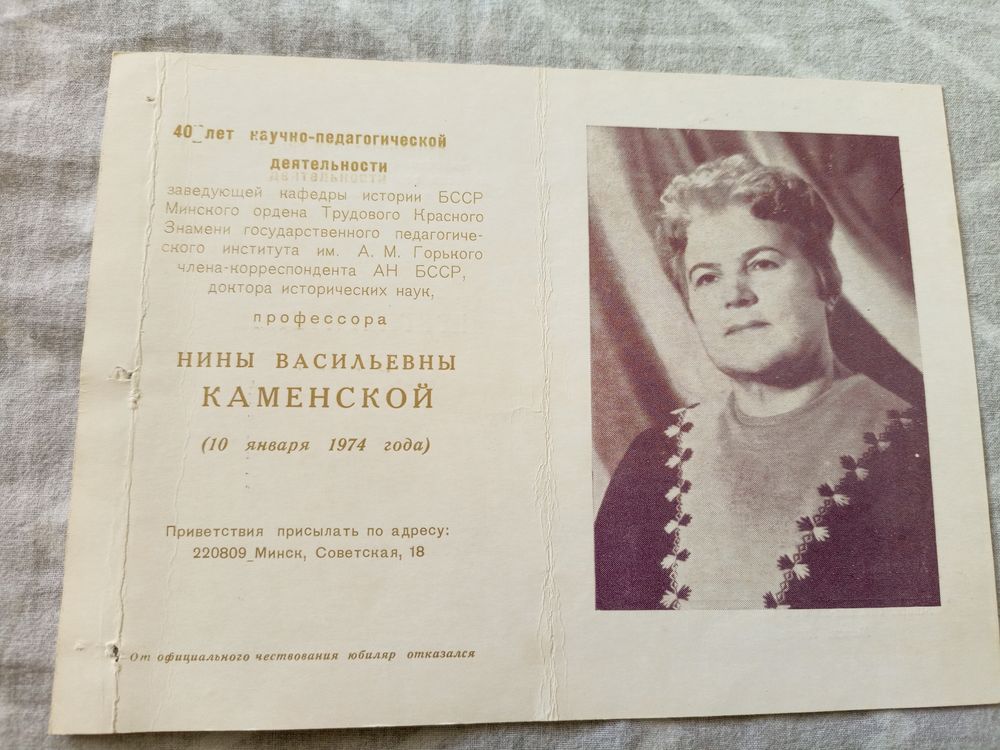 40 лет научно-педагогической
деятельности
заведующей кафедры истории БССР
Минского ордена Трудового Красного
Знамени государственного педагогиче-
ского института им. А. М. Горького
члена-корреспондента АН БССР,
доктора исторических наук,
профессора
НИНЫ ВАСИЛЬЕВНЫ
КАМЕНСКОЙ
(10 января 1974 года)
Приветствия присылать по адресу:
220809 Минск, Советская, 18
От официального чествования юбиляр отказался